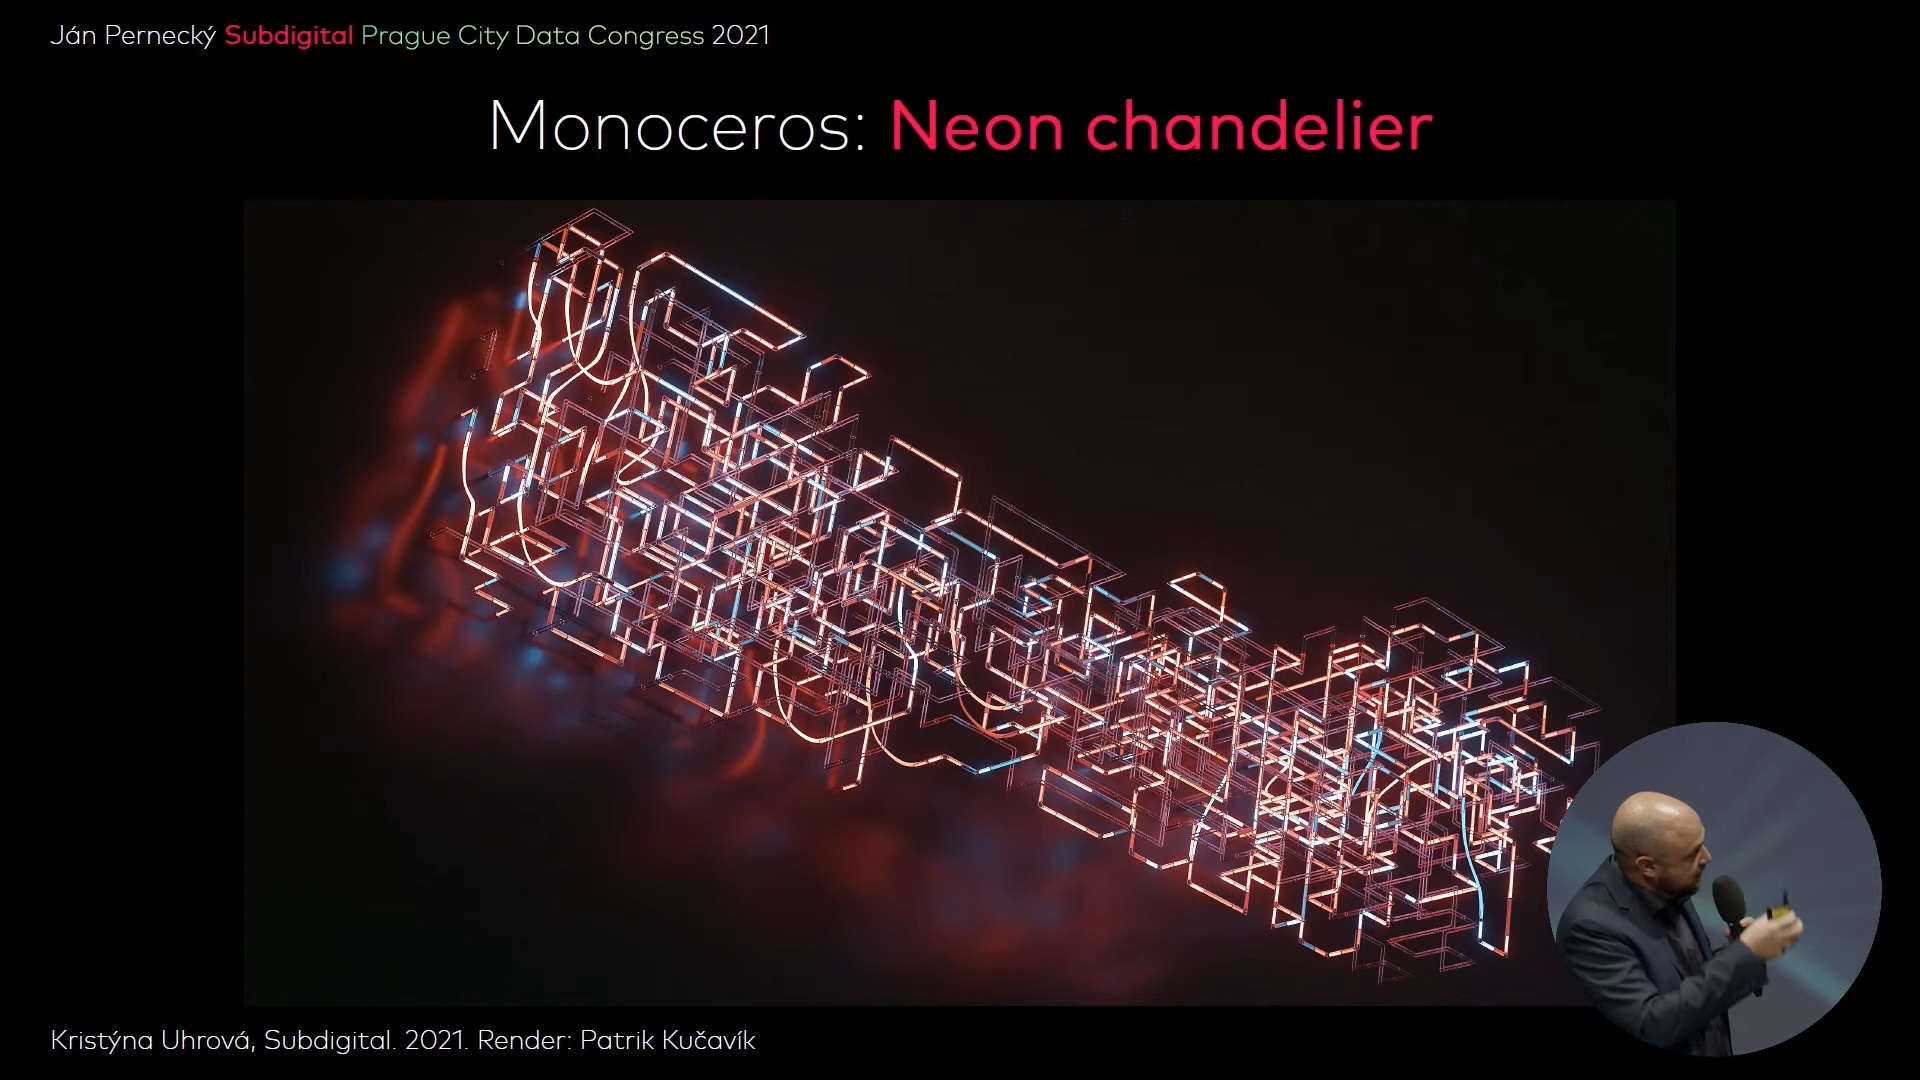 Ján Pernecký Subdigital Prague City Data Congress 2021
Monoceros: Neon chandelier
Kristýna Uhrová, Subdigital. 2021. Render: Patrik Kučavík